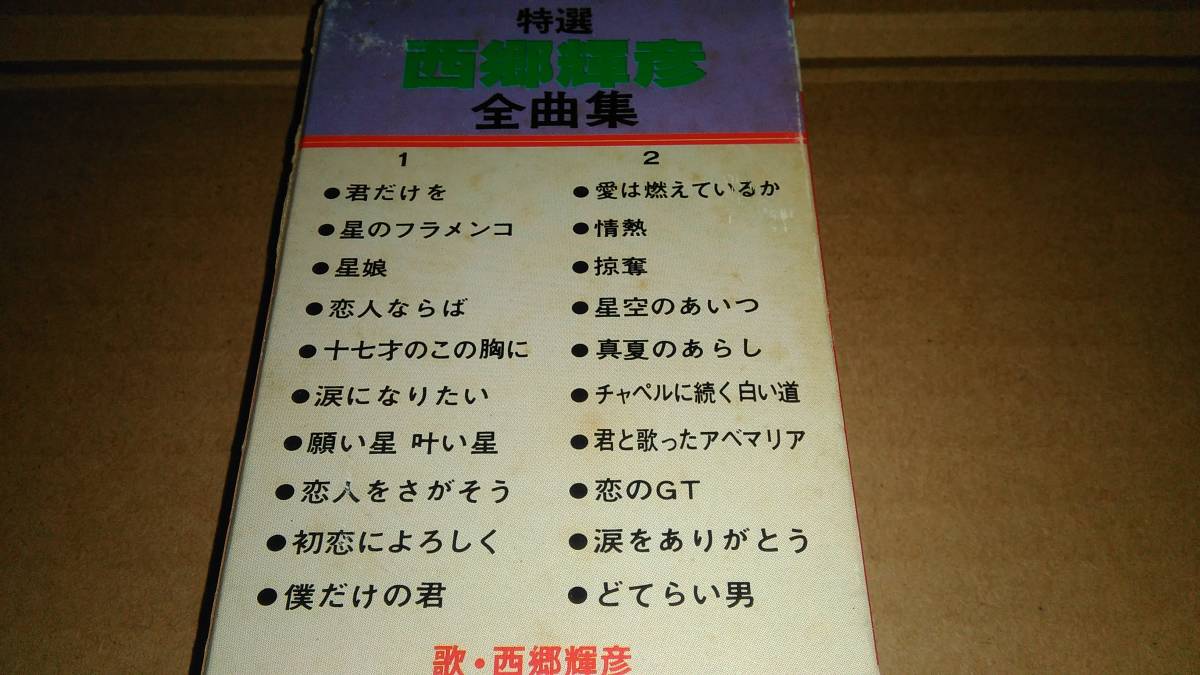 特選
西郷輝彦
全曲集
1
●君だけを
●星のフラメンコ
●星娘
●恋人ならば
●十七才のこの胸に
●涙になりたい
●願い星 叶い星
●恋人をさがそう
●初恋によろしく
●僕だけの君
2
●愛は燃えているか
●情熱
●掠奪
●星空のあいつ
●真夏のあらし
●チャペルに続く白い道
●君と歌ったアベマリア
●恋のGT
●涙をありがとう
●どてらい男
歌・西郷輝彦